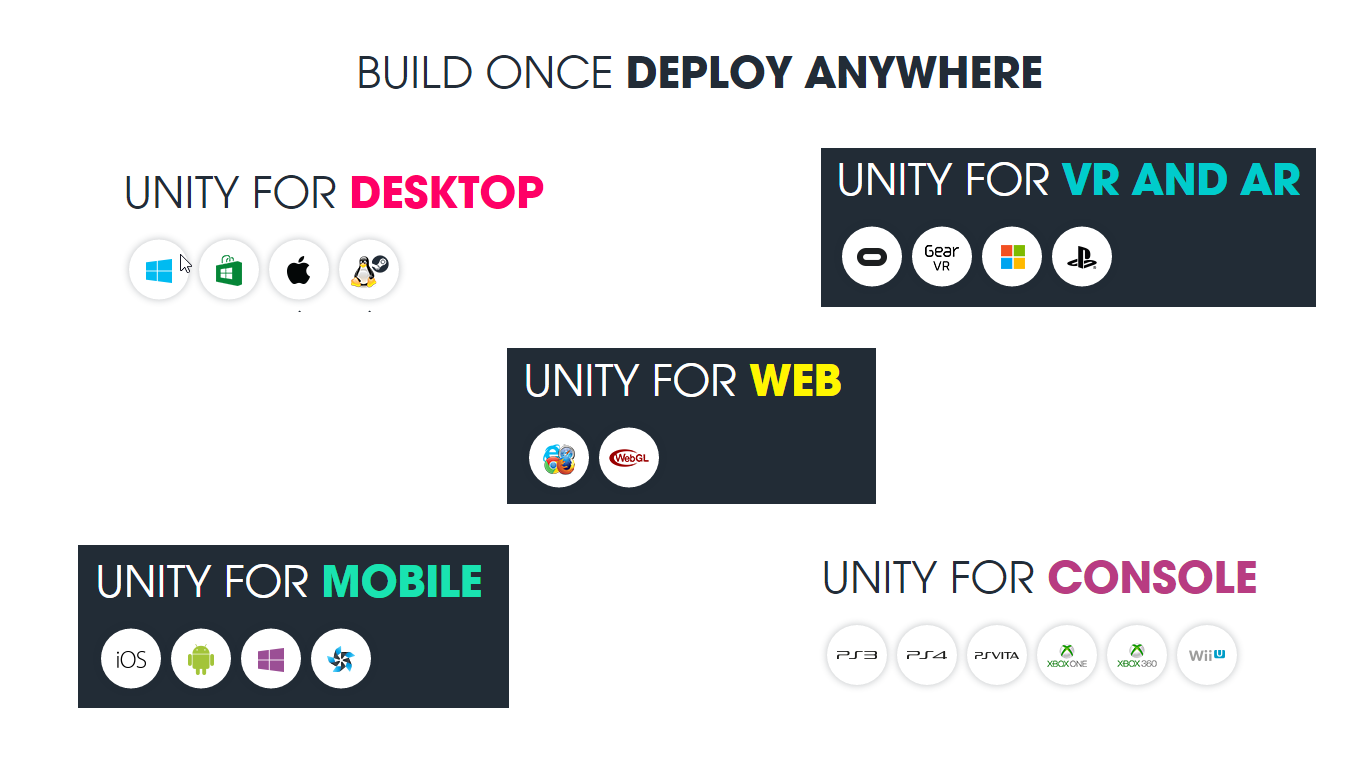 BUILD ONCE DEPLOY ANYWHERE
UNITY FOR DESKTOP
UNITY FOR VR AND AR
Gear
VR
UNITY FOR WEB
WebGL
UNITY FOR MOBILE
iOS
UNITY FOR CONSOLE
PS3
PS4
PSVITA
XBOX ONE
XBOX 360
Wii U